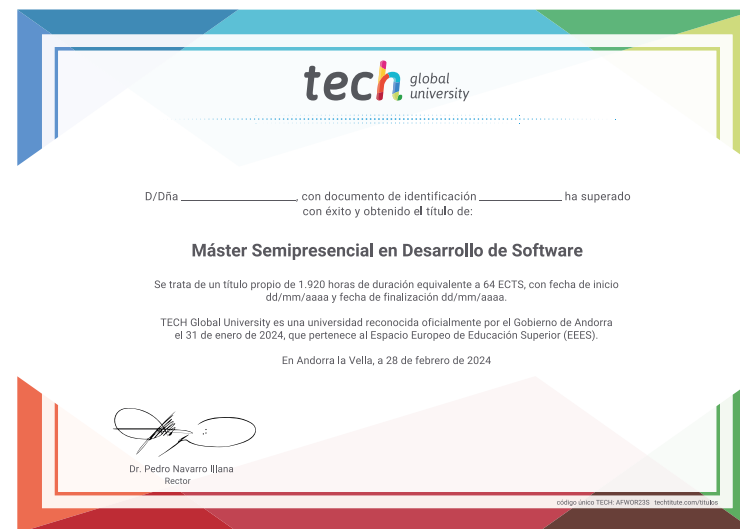 tech global university
D/Dña ______________, con documento de identificación ______________ ha superado
con éxito y obtenido el título de:
Máster Semipresencial en Desarrollo de Software
Se trata de un título propio de 1.920 horas de duración equivalente a 64 ECTS, con fecha de inicio
dd/mm/aaaa y fecha de finalización dd/mm/aaaa.
TECH Global University es una universidad reconocida oficialmente por el Gobierno de Andorra
el 31 de enero de 2024, que pertenece al Espacio Europeo de Educación Superior (EEES).
En Andorra la Vella, a 28 de febrero de 2024
Dr. Pedro Navarro Illana
Rector
código único TECH: AFWOR23S techtitute.com/titulos